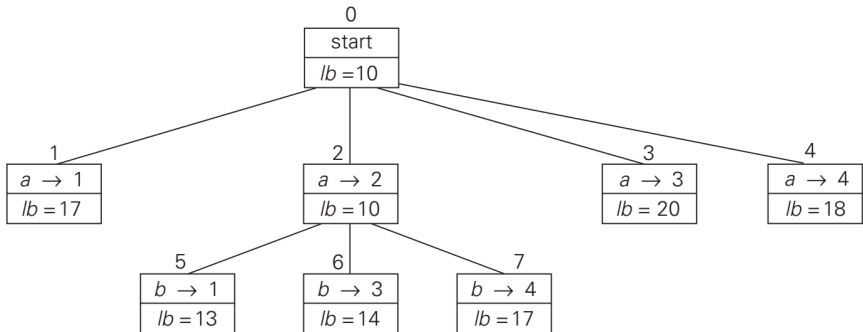 0
start
lb =10
1 2 3 4
a → 1 a → 2 a → 3 a → 4
lb =17 lb =10 lb = 20 lb =18
5 6 7
b → 1 b → 3 b → 4
lb =13 lb =14 lb =17